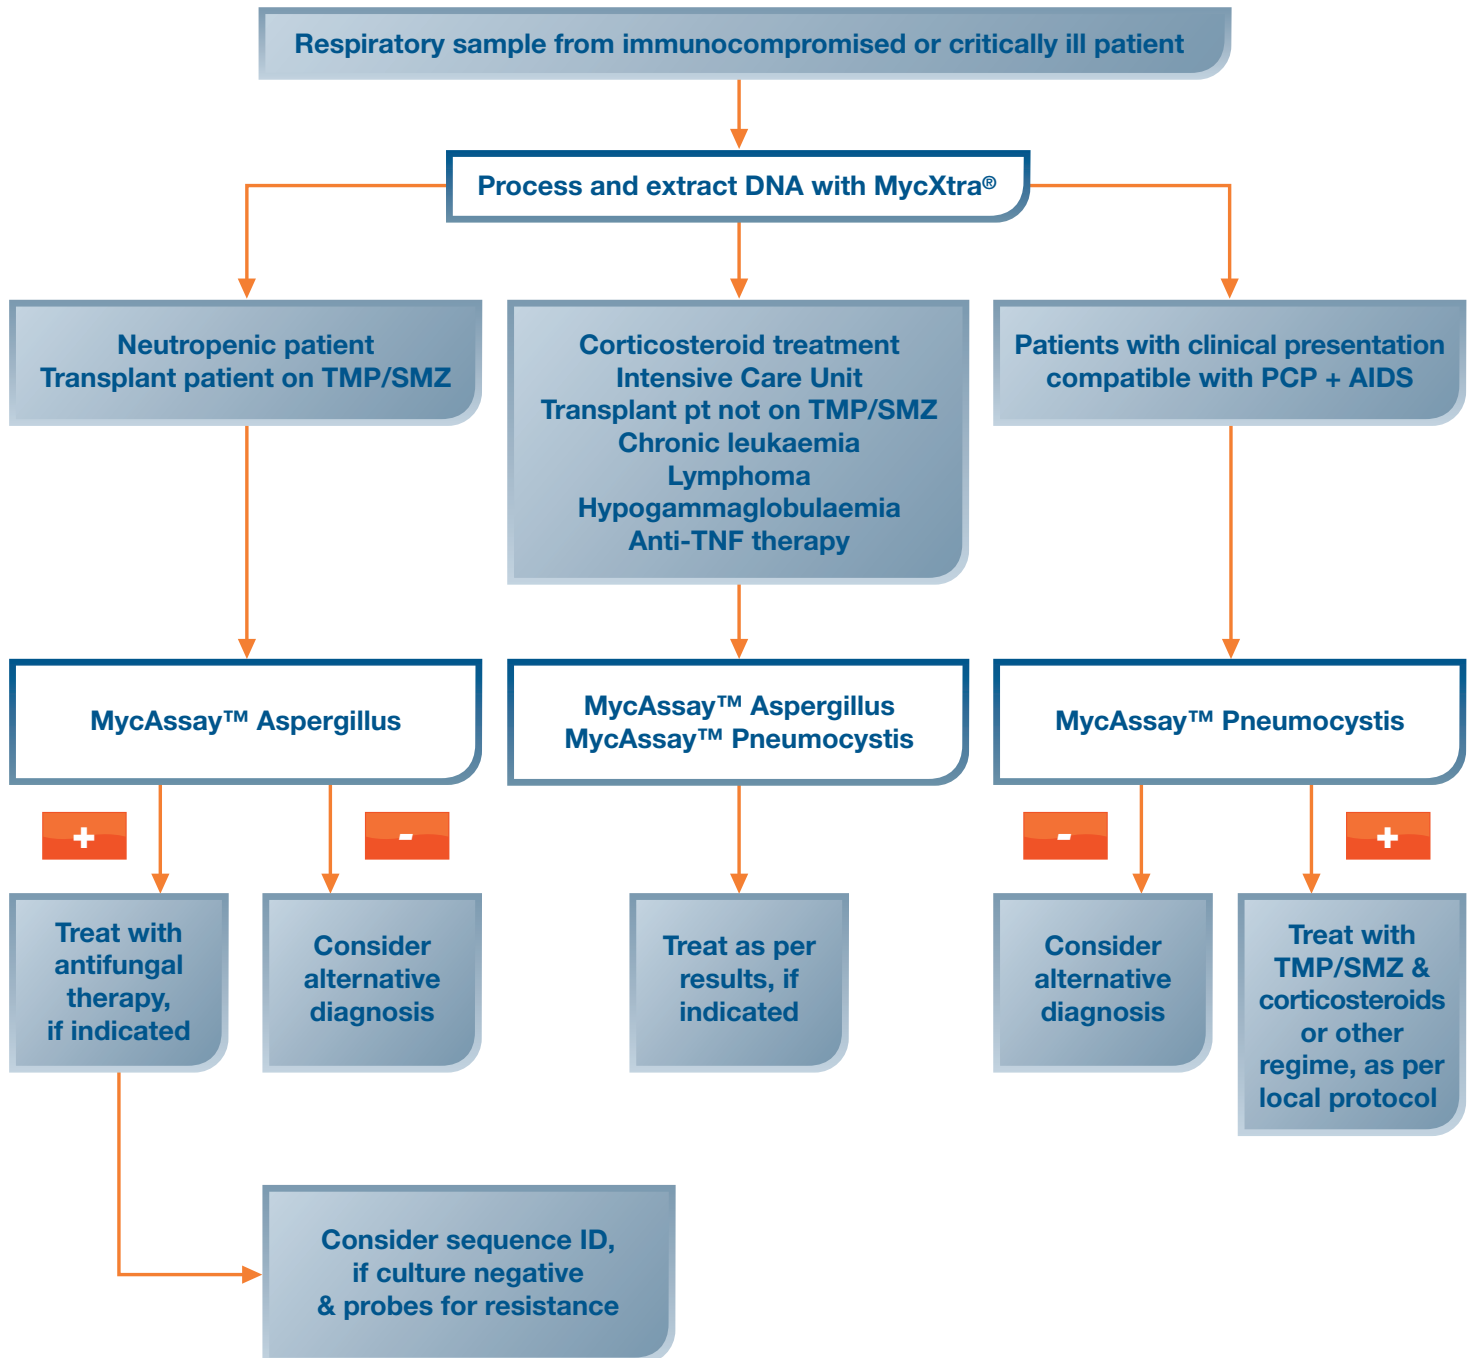 Respiratory sample from immunocompromised or critically ill patient
Process and extract DNA with MycXtra®
Neutropenic patient
Transplant patient on TMP/SMZ
Corticosteroid treatment
Intensive Care Unit
Transplant pt not on TMP/SMZ
Chronic leukaemia
Lymphoma
Hypogammaglobulaemia
Anti-TNF therapy
Patients with clinical presentation
compatible with PCP + AIDS
MycAssay™ Aspergillus
MycAssay™ Aspergillus
MycAssay™ Pneumocystis
MycAssay™ Pneumocystis
+
-
-
+
Treat with
antifungal
therapy,
if indicated
Consider
alternative
diagnosis
Treat as per
results, if
indicated
Consider
alternative
diagnosis
Treat with
TMP/SMZ &
corticosteroids
or other
regime, as per
local protocol
Consider sequence ID,
if culture negative
& probes for resistance